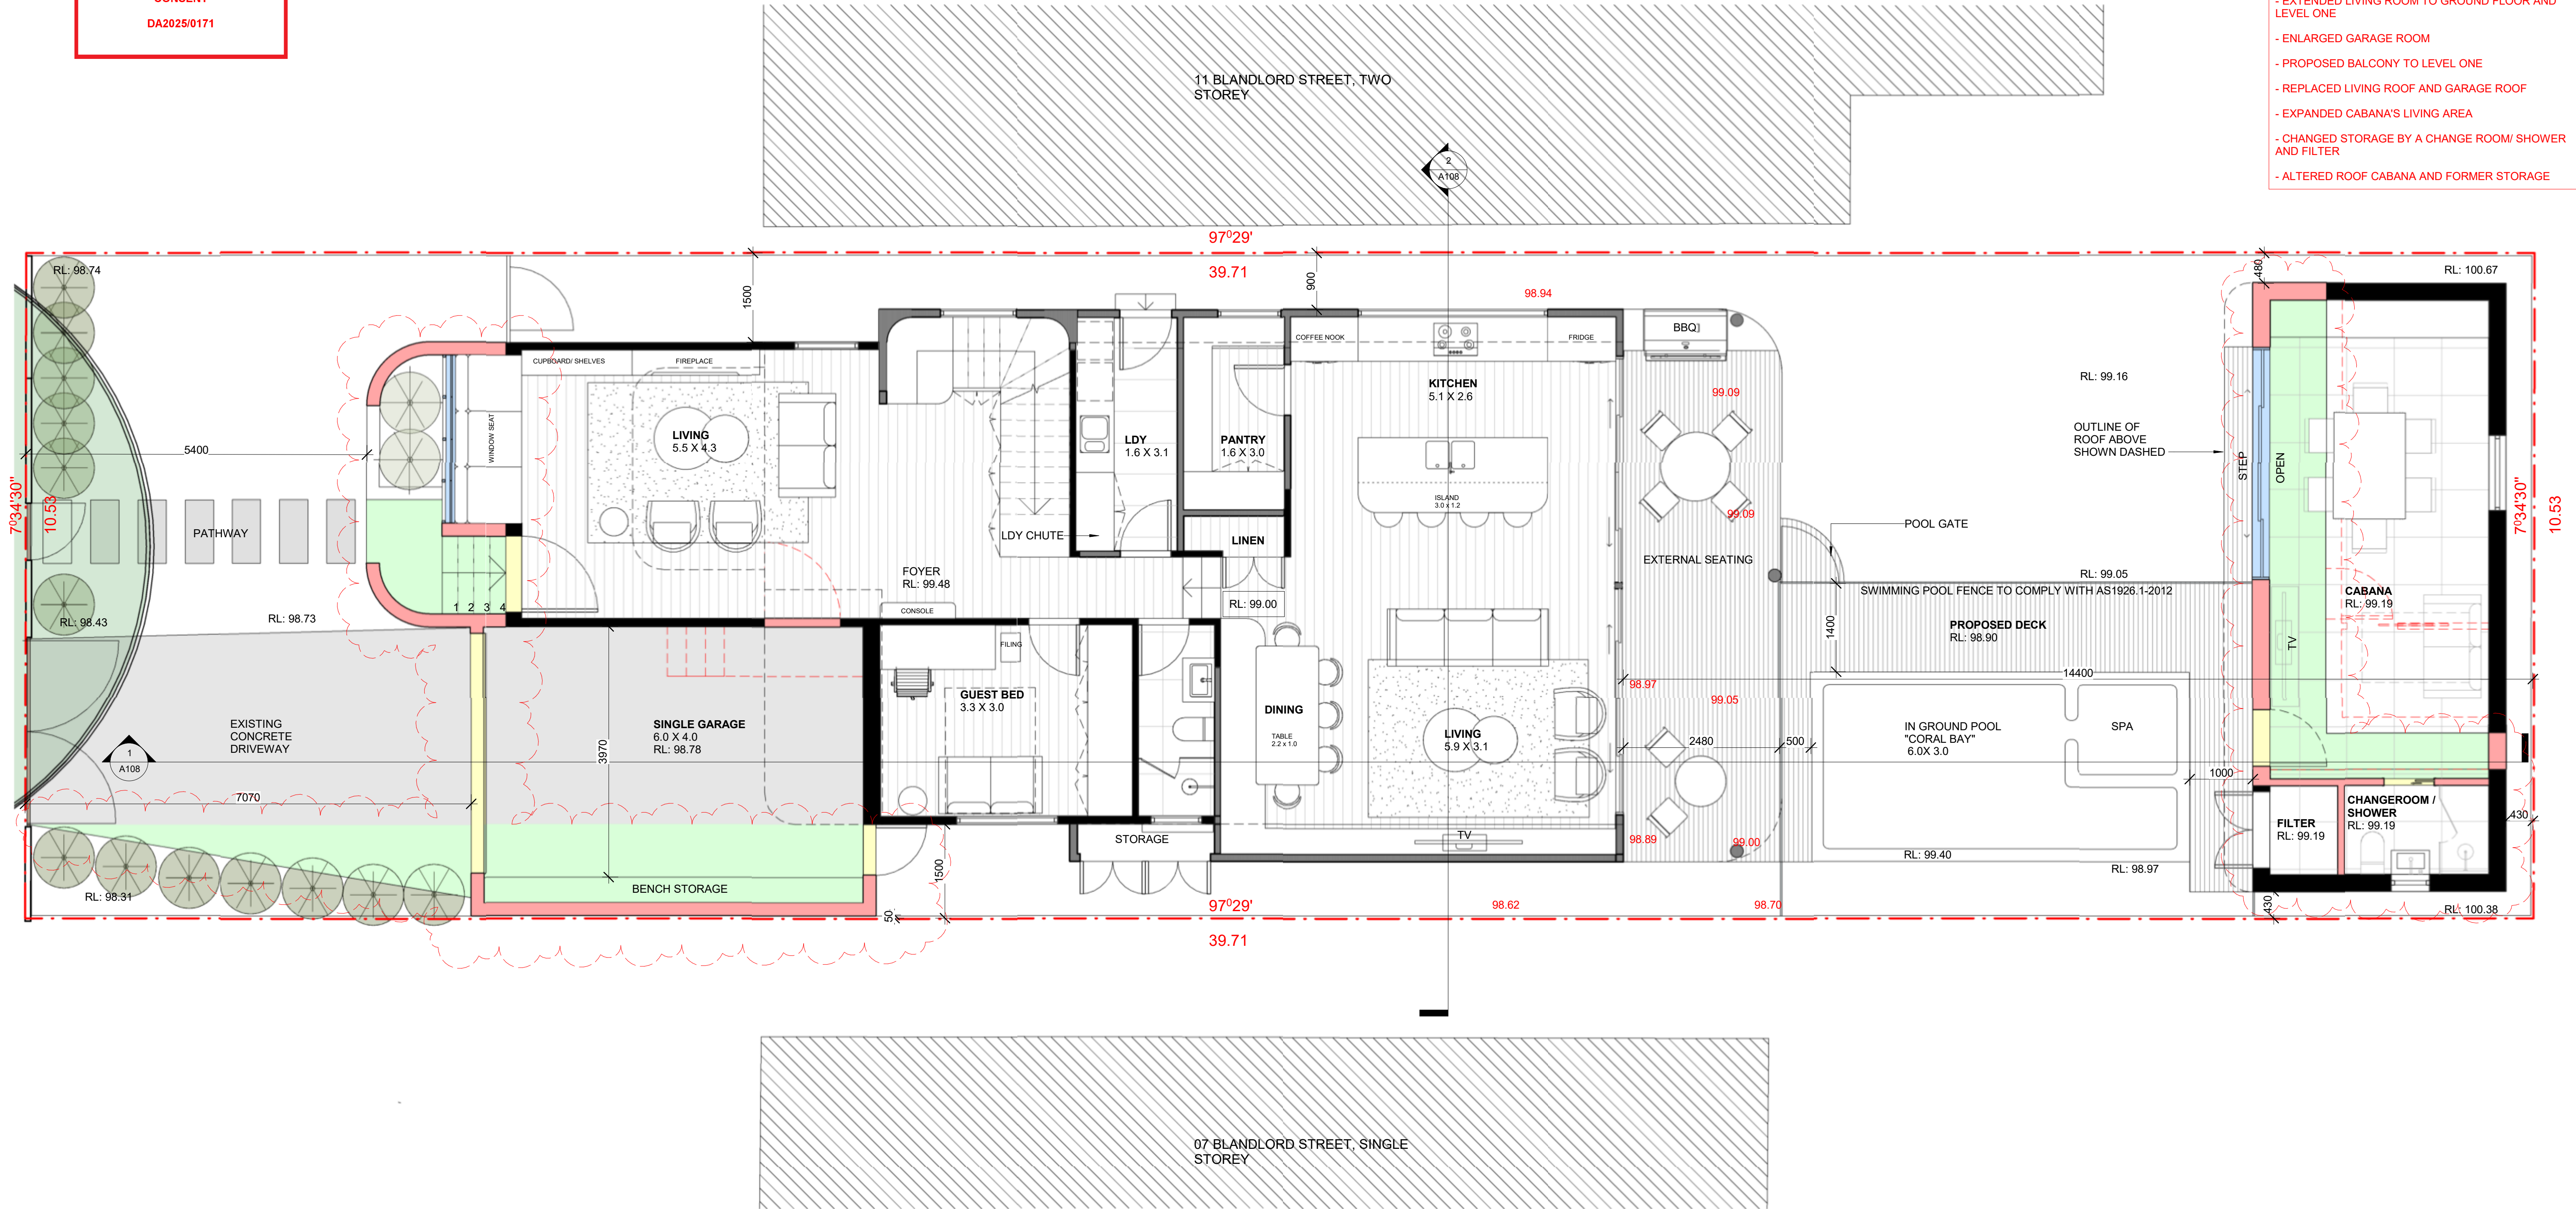 CONSENT
DA2025/0171
- EXTENDED LIVING ROOM TO GROUND FLOOR AND
LEVEL ONE
- ENLARGED GARAGE ROOM
- PROPOSED BALCONY TO LEVEL ONE
- REPLACED LIVING ROOF AND GARAGE ROOF
- EXPANDED CABANA'S LIVING AREA
- CHANGED STORAGE BY A CHANGE ROOM/ SHOWER
AND FILTER
- ALTERED ROOF CABANA AND FORMER STORAGE
11 BLANDLORD STREET, TWO
STOREY
2
A108
97⁰29'
39.71
RL: 98.74
1500
900
98.94
480
RL: 100.67
CUPBOARD/ SHELVES
FIREPLACE
COFFEE NOOK
FRIDGE
BBQ
KITCHEN
5.1 X 2.6
99.09
RL: 99.16
WINDOW SEAT
LIVING
5.5 X 4.3
LDY
1.6 X 3.1
PANTRY
1.6 X 3.0
OUTLINE OF
ROOF ABOVE
SHOWN DASHED
STEP
OPEN
5400
7⁰34'30"
10.53
PATHWAY
ISLAND
3.0 x 1.2
99.09
POOL GATE
7⁰34'30"
10.53
LDY CHUTE
LINEN
EXTERNAL SEATING
FOYER
RL: 99.48
RL: 99.05
SWIMMING POOL FENCE TO COMPLY WITH AS1926.1-2012
CABANA
RL: 99.19
1 2 3 4
CONSOLE
RL: 99.00
RL: 98.43
RL: 98.73
1400
PROPOSED DECK
RL: 98.90
TV
FILING
14400
GUEST BED
3.3 X 3.0
98.97
99.05
DINING
TABLE
2.2 x 1.0
EXISTING
CONCRETE
DRIVEWAY
SINGLE GARAGE
6.0 X 4.0
RL: 98.78
3970
LIVING
5.9 X 3.1
2480
500
IN GROUND POOL
"CORAL BAY"
6.0X 3.0
SPA
1
A108
1000
7070
CHANGEROOM /
SHOWER
RL: 99.19
FILTER
RL: 99.19
430
STORAGE
TV
98.89
99.00
RL: 99.40
RL: 98.97
1500
BENCH STORAGE
RL: 98.31
50
97⁰29'
39.71
98.62
98.70
430
RL: 100.38
07 BLANDLORD STREET, SINGLE
STOREY